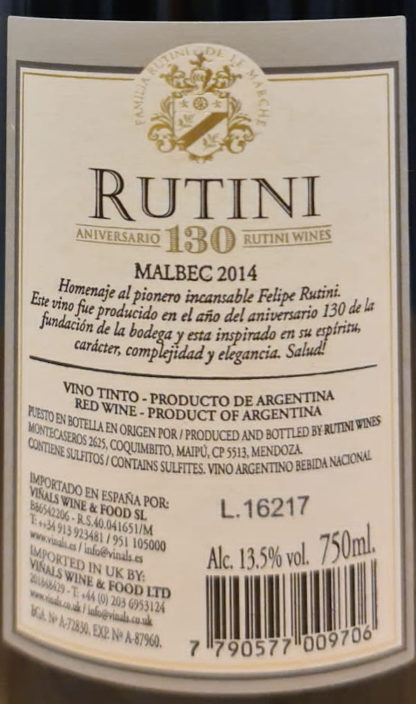 FAMILIA RUTINI DE LE MARCHE
RUTINI
ANIVERSARIO 130 RUTINI WINES
MALBEC 2014
Homenaje al pionero incansable Felipe Rutini.
Este vino fue producido en el año del aniversario 130 de la
fundación de la bodega y esta inspirado en su espíritu,
carácter, complejidad y elegancia. Salud!
VINO TINTO - PRODUCTO DE ARGENTINA
RED WINE - PRODUCT OF ARGENTINA
PUESTO EN BOTELLA EN ORIGEN POR / PRODUCED AND BOTTLED BY RUTINI WINES
MONTECASEROS 2625, COQUIMBITO, MAIPÚ, CP 5513, MENDOZA.
CONTIENE SULFITOS / CONTAINS SULFITES. VINO ARGENTINO BEBIDA NACIONAL
IMPORTADO EN ESPAÑA POR:
VIÑALS WINE & FOOD SL
B86542206 - R.S.40.041651/M
T: +34 913 923481 / 951 105000
www.vinals.es / info@vinals.es
IMPORTED IN UK BY:
VIÑALS WINE & FOOD LTD
201868629 - T: +44 (0) 203 6953124
www.vinals.co.uk / info@vinals.co.uk
BGA. Nº A-72830. EXP. Nº A-87960.
L.16217
Alc. 13.5% vol. 750ml.
7 790577 009706